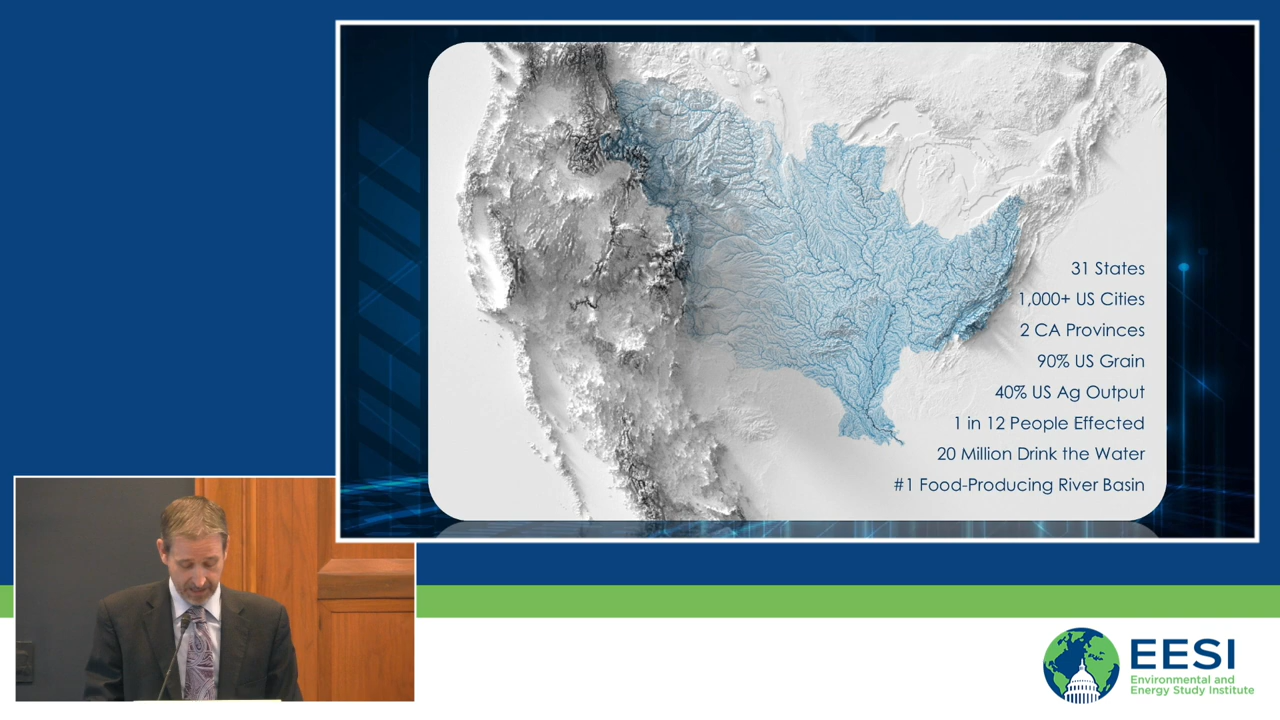 31 States
1,000+ US Cities
2 CA Provinces
90% US Grain
40% US Ag Output
1 in 12 People Effected
20 Million Drink the Water
#1 Food-Producing River Basin
EESI
Environmental and
Energy Study Institute